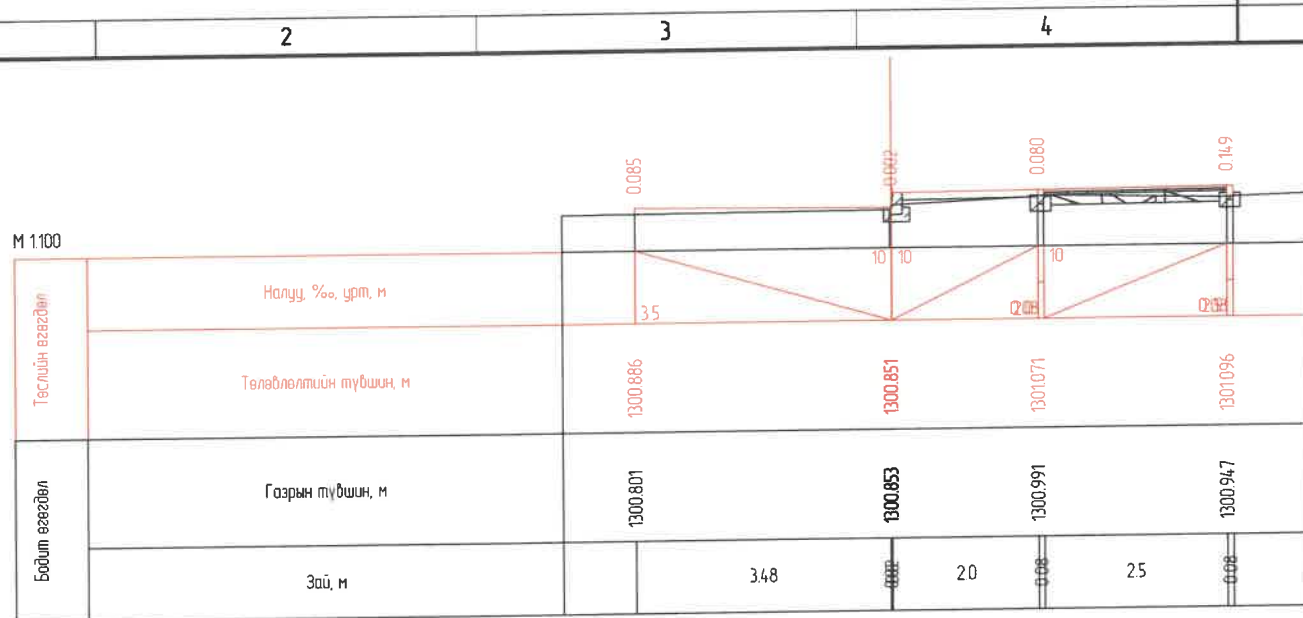 2 3 4
0.085 0.002 0.080 0.149
М 1:100
Төслийн өгөгдөл
Налуу, ‰, урт, м
10 10 10
3.5
Төлөвлөлтийн түвшин, м
1300.886 1300.851 1301.071 1301.096
Бодит өгөгдөл
Газрын түвшин, м
1300.801 1300.853 1300.991 1300.947
Зай, м
3.48 2.0 0.08 2.5 0.08